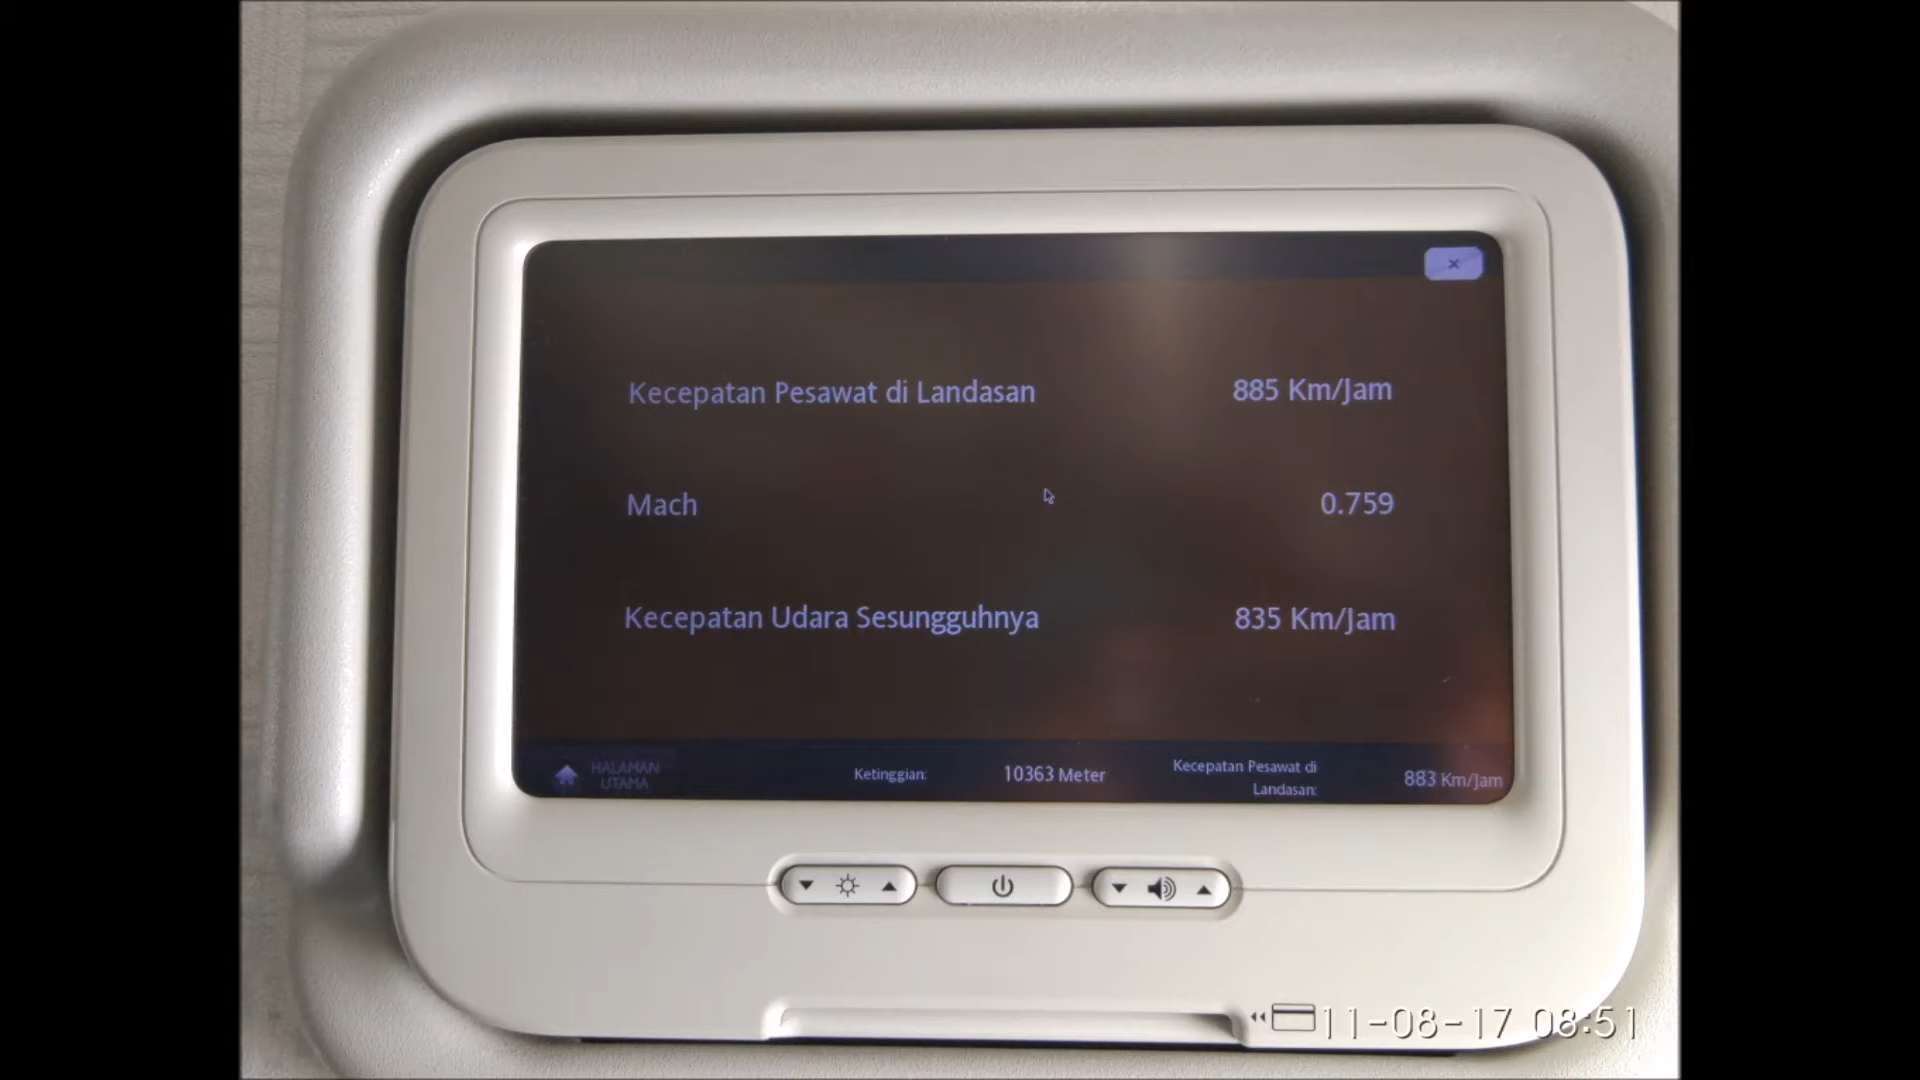 ×
Kecepatan Pesawat di Landasan 885 Km/Jam
Mach 0.759
Kecepatan Udara Sesungguhnya 835 Km/Jam
HALAMAN
UTAMA
Ketinggian: 10363 Meter
Kecepatan Pesawat di
Landasan: 883 Km/Jam
11-08-17 08:51